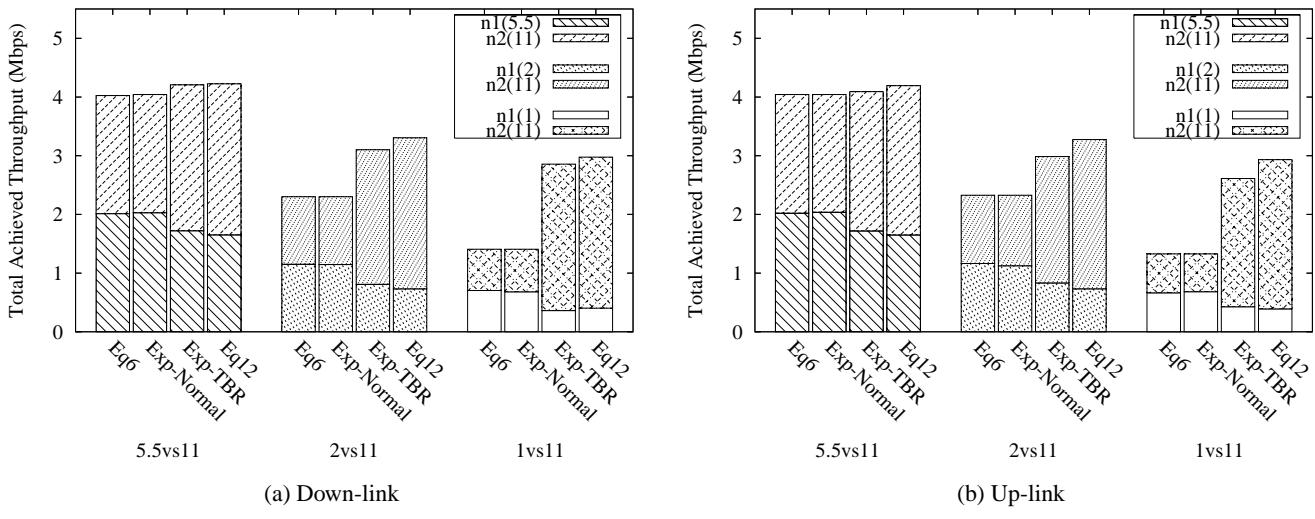 Total Achieved Throughput (Mbps)
5
4
3
2
1
0
n1(5.5)
n2(11)
n1(2)
n2(11)
n1(1)
n2(11)
Eq6
Exp-Normal
Exp-TBR
Eq12
Eq6
Exp-Normal
Exp-TBR
Eq12
Eq6
Exp-Normal
Exp-TBR
Eq12
5.5vs11
2vs11
1vs11
(a) Down-link
Total Achieved Throughput (Mbps)
5
4
3
2
1
0
n1(5.5)
n2(11)
n1(2)
n2(11)
n1(1)
n2(11)
Eq6
Exp-Normal
Exp-TBR
Eq12
Eq6
Exp-Normal
Exp-TBR
Eq12
Eq6
Exp-Normal
Exp-TBR
Eq12
5.5vs11
2vs11
1vs11
(b) Up-link